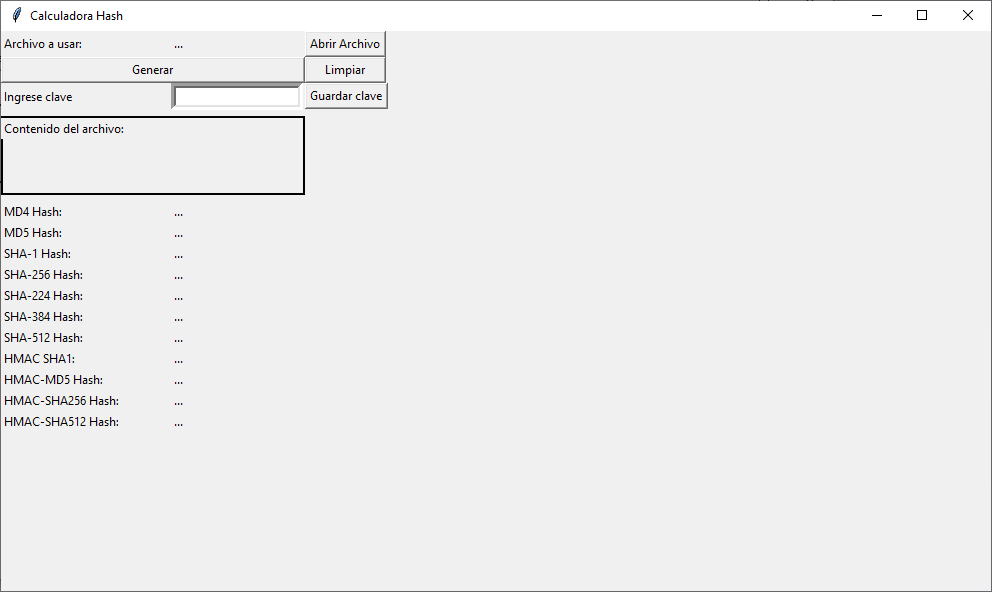 Calculadora Hash
Archivo a usar: ... Abrir Archivo
Generar Limpiar
Ingrese clave Guardar clave
Contenido del archivo:
MD4 Hash: ...
MD5 Hash: ...
SHA-1 Hash: ...
SHA-256 Hash: ...
SHA-224 Hash: ...
SHA-384 Hash: ...
SHA-512 Hash: ...
HMAC SHA1: ...
HMAC-MD5 Hash: ...
HMAC-SHA256 Hash: ...
HMAC-SHA512 Hash: ...